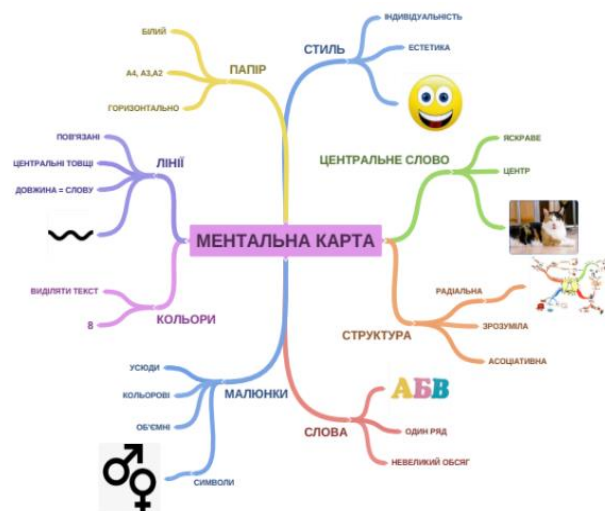 БІЛИЙ
А4, А3,А2
ГОРИЗОНТАЛЬНО
ПАПІР
СТИЛЬ
ІНДИВІДУАЛЬНІСТЬ
ЕСТЕТИКА
ПОВ'ЯЗАНІ
ЦЕНТРАЛЬНІ ТОВЩІ
ДОВЖИНА = СЛОВУ
ЛІНІЇ
ЦЕНТРАЛЬНЕ СЛОВО
ЯСКРАВЕ
ЦЕНТР
МЕНТАЛЬНА КАРТА
ВИДІЛЯТИ ТЕКСТ
8
КОЛЬОРИ
СТРУКТУРА
РАДІАЛЬНА
ЗРОЗУМІЛА
АСОЦІАТИВНА
УСЮДИ
КОЛЬОРОВІ
ОБ'ЄМНІ
СИМВОЛИ
МАЛЮНКИ
СЛОВА
АБВ
ОДИН РЯД
НЕВЕЛИКИЙ ОБСЯГ